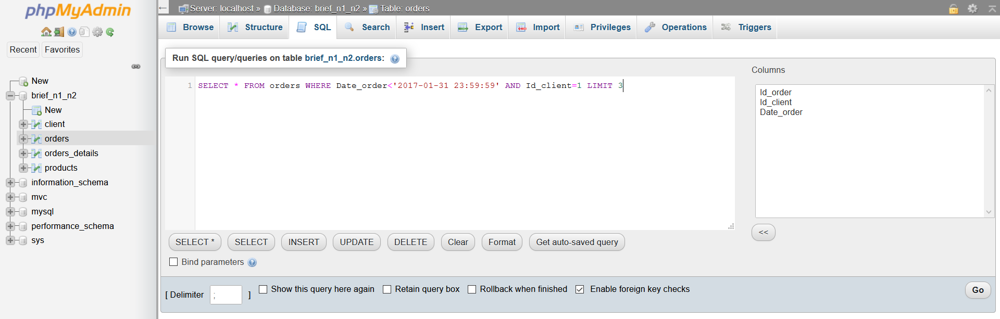 phpMyAdmin
Recent Favorites
New
brief_n1_n2
New
client
orders
orders_details
products
information_schema
mvc
mysql
performance_schema
sys
← Server: localhost » Database: brief_n1_n2 » Table: orders
Browse Structure SQL Search Insert Export Import Privileges Operations Triggers
Run SQL query/queries on table brief_n1_n2.orders:
1 SELECT * FROM orders WHERE Date_order<'2017-01-31 23:59:59' AND Id_client=1 LIMIT 3
Columns
Id_order
Id_client
Date_order
<<
SELECT * SELECT INSERT UPDATE DELETE Clear Format Get auto-saved query
Bind parameters
[ Delimiter ; ] Show this query here again Retain query box Rollback when finished Enable foreign key checks Go